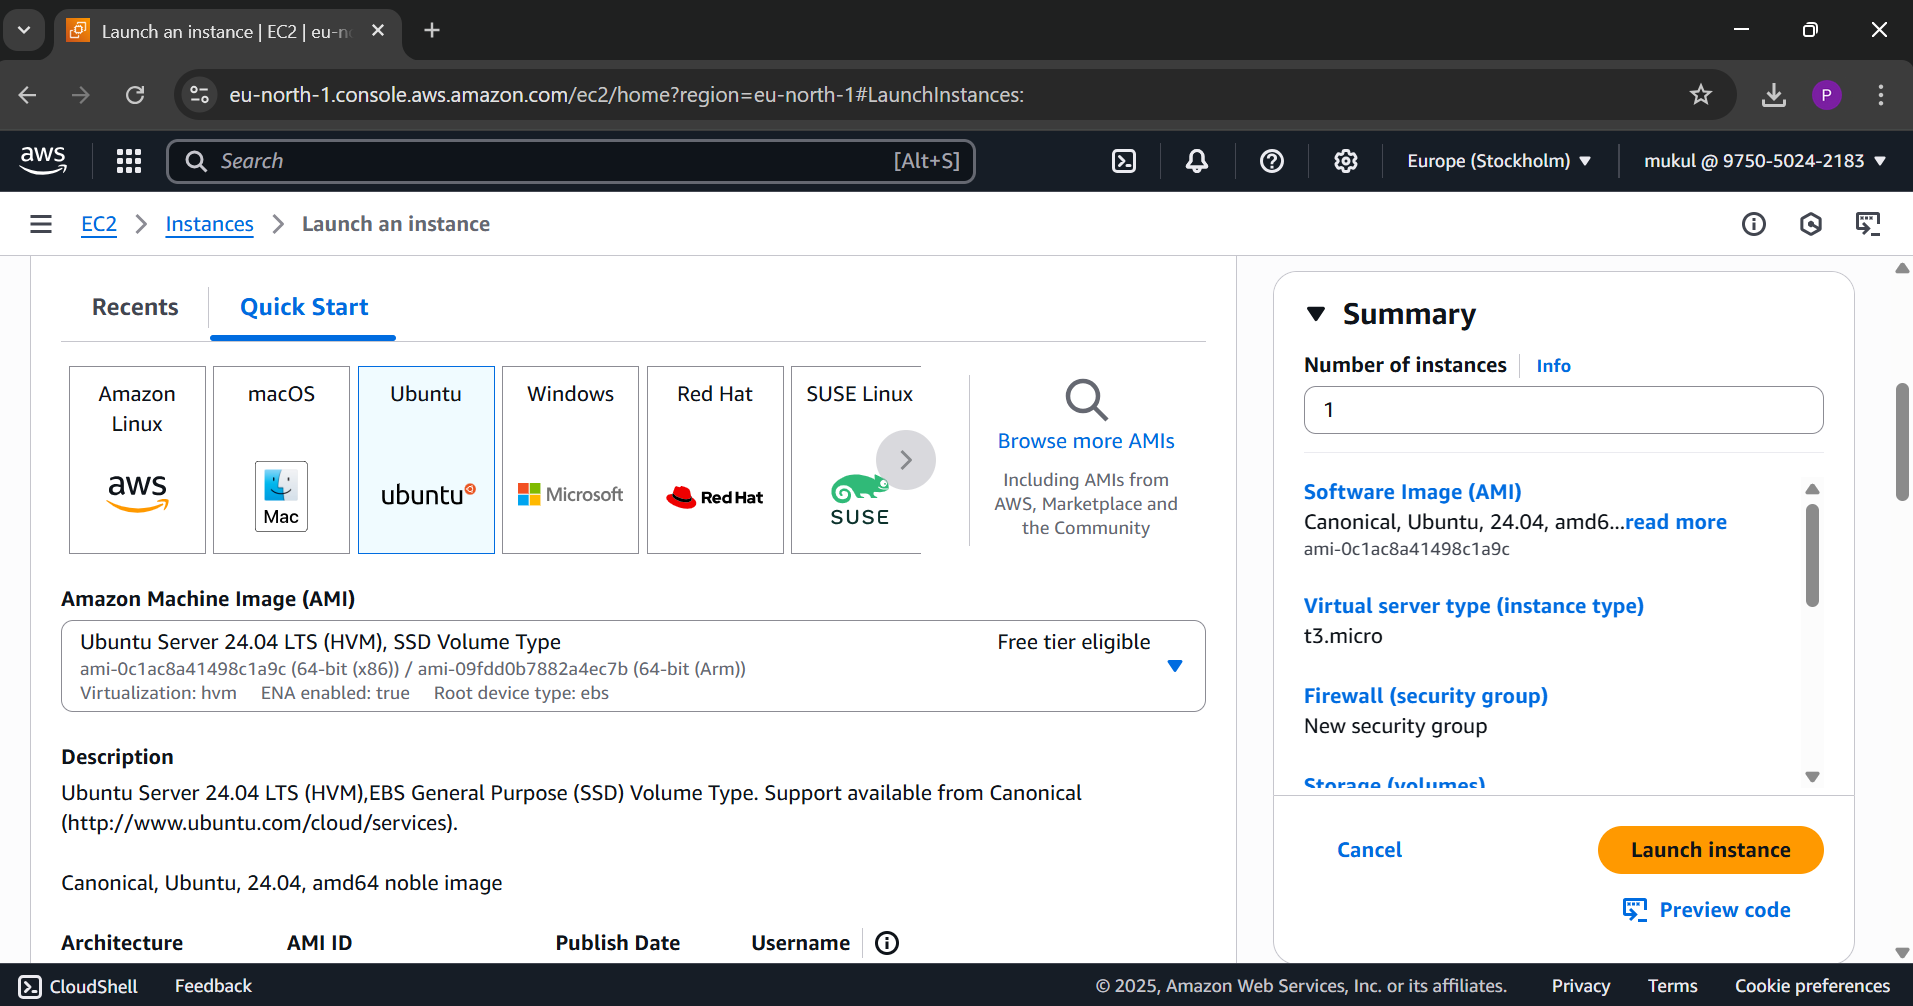 Launch an instance | EC2 | eu-n
eu-north-1.console.aws.amazon.com/ec2/home?region=eu-north-1#LaunchInstances:
P
aws
Search
[Alt+S]
Europe (Stockholm)
mukul @ 9750-5024-2183
EC2
Instances
Launch an instance
Recents
Quick Start
Amazon
Linux
aws
macOS
Mac
Ubuntu
ubuntu
Windows
Microsoft
Red Hat
Red Hat
SUSE Linux
SUSE
Browse more AMIs
Including AMIs from
AWS, Marketplace and
the Community
Amazon Machine Image (AMI)
Ubuntu Server 24.04 LTS (HVM), SSD Volume Type
Free tier eligible
ami-0c1ac8a41498c1a9c (64-bit (x86)) / ami-09fdd0b7882a4ec7b (64-bit (Arm))
Virtualization: hvm ENA enabled: true Root device type: ebs
Description
Ubuntu Server 24.04 LTS (HVM),EBS General Purpose (SSD) Volume Type. Support available from Canonical
(http://www.ubuntu.com/cloud/services).
Canonical, Ubuntu, 24.04, amd64 noble image
Architecture
AMI ID
Publish Date
Username
Summary
Number of instances
Info
1
Software Image (AMI)
Canonical, Ubuntu, 24.04, amd6...read more
ami-0c1ac8a41498c1a9c
Virtual server type (instance type)
t3.micro
Firewall (security group)
New security group
Storage (volumes)
Cancel
Launch instance
Preview code
CloudShell
Feedback
© 2025, Amazon Web Services, Inc. or its affiliates.
Privacy
Terms
Cookie preferences